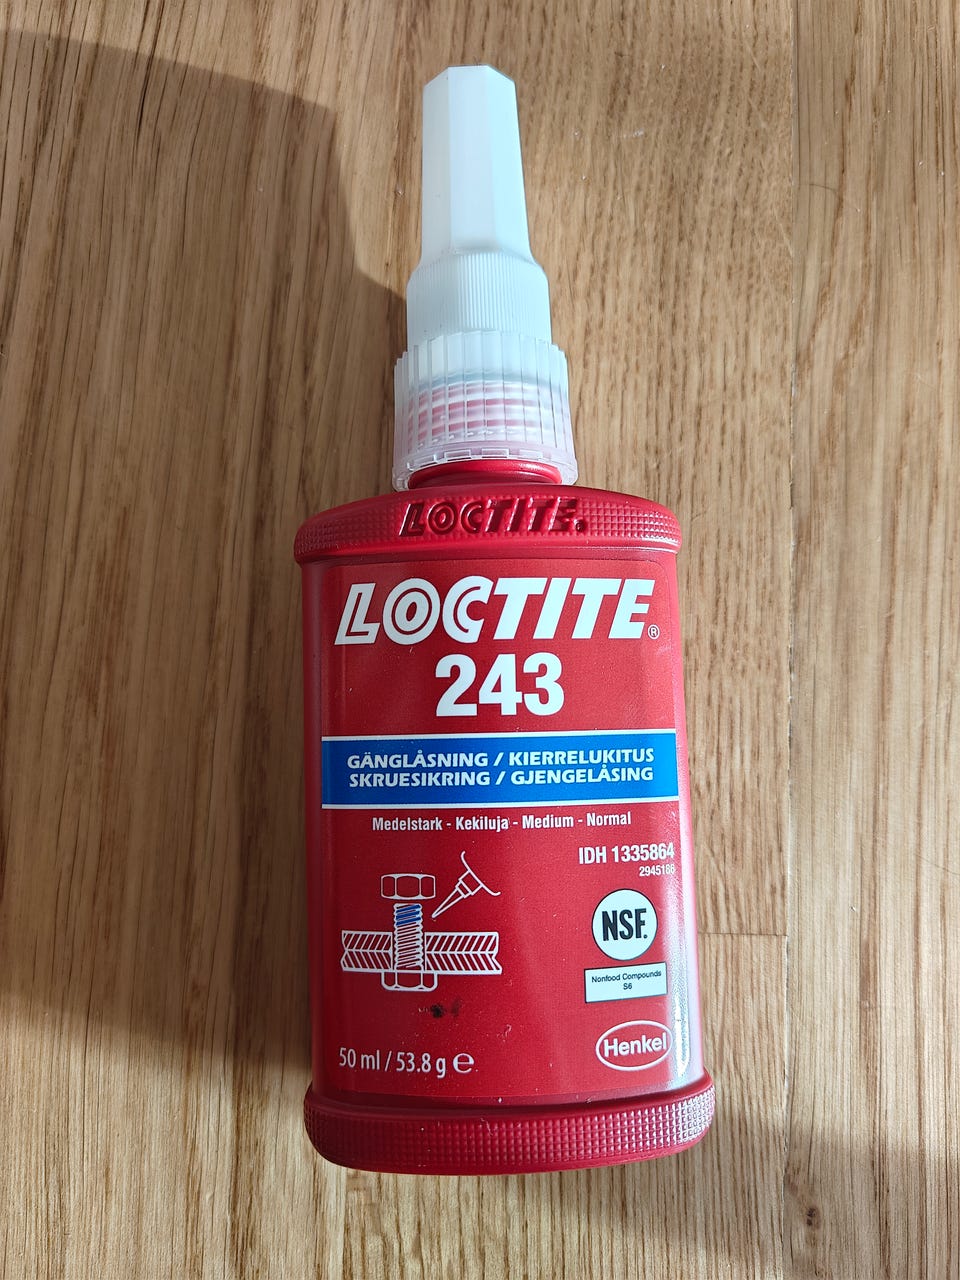 LOCTITE®
LOCTITE®
243
GÄNGLÅSNING / KIERRELUKITUS
SKRUESIKRING / GJENGELÅSING
Medelstark - Kekiluja - Medium - Normal
IDH 1335864
2945186
NSF®
Nonfood Compounds
S6
50 ml / 53.8 g ℮
Henkel